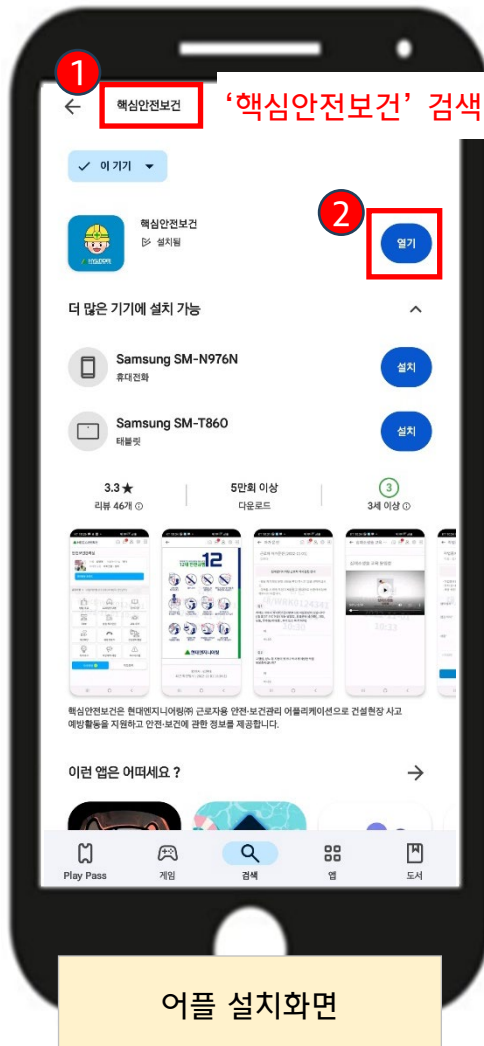 1
핵심안전보건
‘핵심안전보건’ 검색
이 기기
핵심안전보건
설치됨
2
열기
더 많은 기기에 설치 가능
Samsung SM-N976N
휴대전화
설치
Samsung SM-T860
태블릿
설치
3.3★
리뷰 46개
5만회 이상
다운로드
3
3세 이상
12
현대엔지니어링
핵심안전보건은 현대엔지니어링㈜ 근로자용 안전·보건관리 어플리케이션으로 건설현장 사고
예방활동을 지원하고 안전·보건에 관한 정보를 제공합니다.
이런 앱은 어떠세요 ?
Play Pass
게임
검색
앱
도서
어플 설치화면